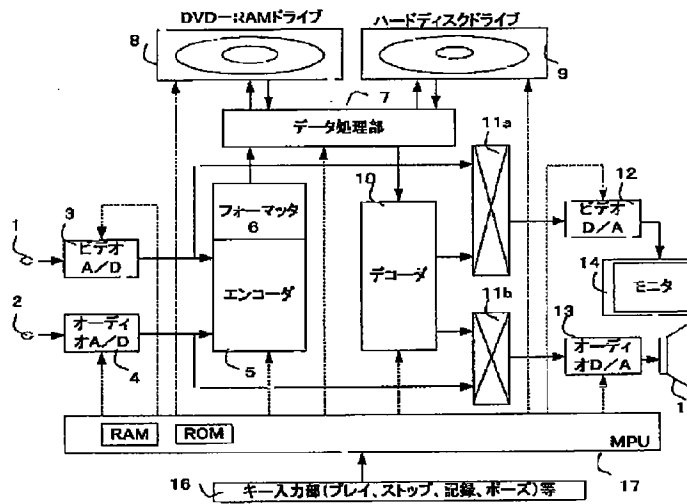 DVD－RAMドライブ
ハードディスクドライブ
8
9
7
データ処理部
11a
10
12
3
フォーマッタ
6
ビデオ
D／A
1
ビデオ
A／D
14
モニタ
デコーダ
エンコーダ
11b
2
オーディ
オA／D
13
オーディ
オD／A
4
5
1
RAM
ROM
MPU
17
16
キー入力部（プレイ、ストップ、記録、ポーズ）等